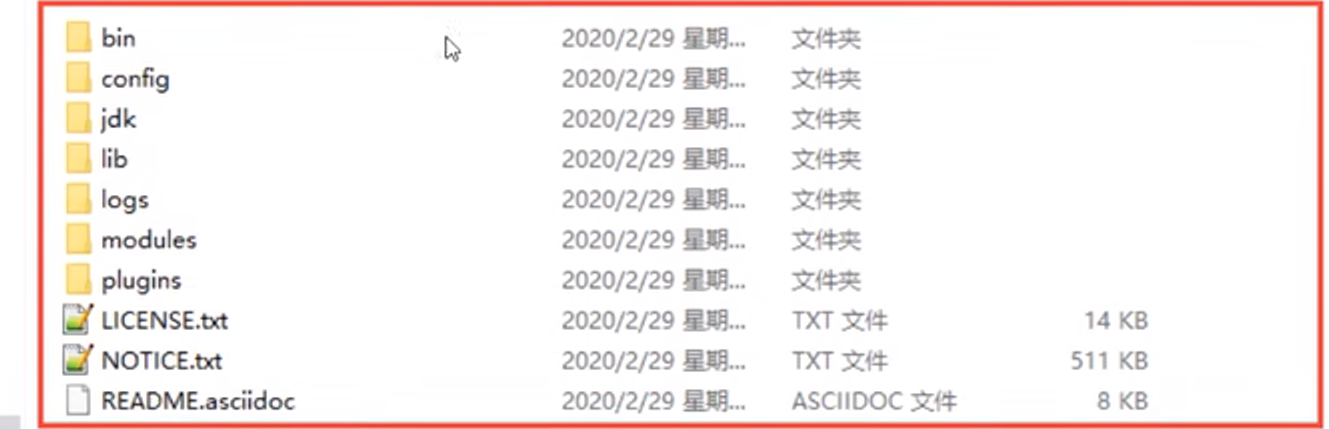 bin 2020/2/29 星期... 文件夹
config 2020/2/29 星期... 文件夹
jdk 2020/2/29 星期... 文件夹
lib 2020/2/29 星期... 文件夹
logs 2020/2/29 星期... 文件夹
modules 2020/2/29 星期... 文件夹
plugins 2020/2/29 星期... 文件夹
LICENSE.txt 2020/2/29 星期... TXT 文件 14 KB
NOTICE.txt 2020/2/29 星期... TXT 文件 511 KB
README.asciidoc 2020/2/29 星期... ASCIIDOC 文件 8 KB